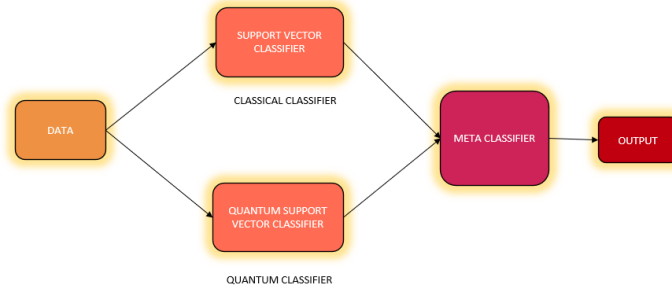 SUPPORT VECTOR
CLASSIFIER
CLASSICAL CLASSIFIER
DATA
META CLASSIFIER
OUTPUT
QUANTUM SUPPORT
VECTOR CLASSIFIER
QUANTUM CLASSIFIER